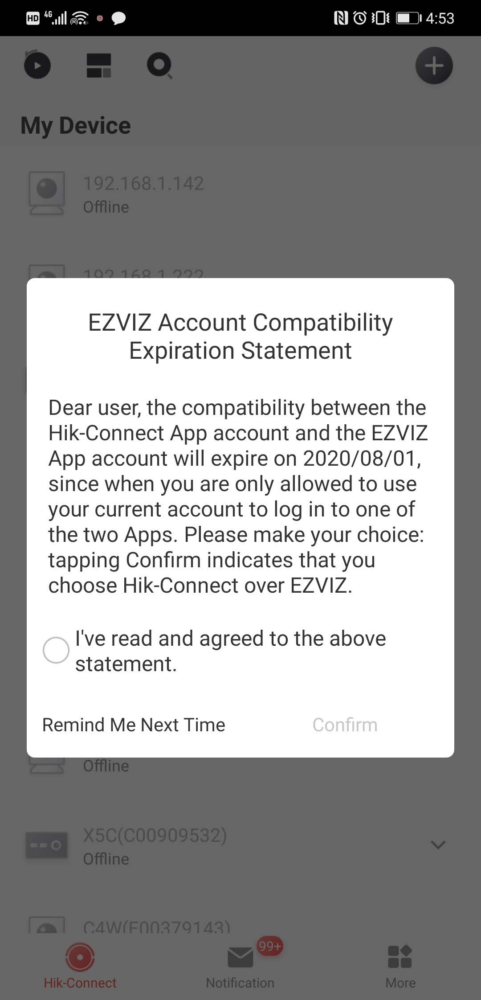 HD 4G 4:53
My Device
192.168.1.142
Offline
192.168.1.222
EZVIZ Account Compatibility
Expiration Statement
Dear user, the compatibility between the
Hik-Connect App account and the EZVIZ
App account will expire on 2020/08/01,
since when you are only allowed to use
your current account to log in to one of
the two Apps. Please make your choice:
tapping Confirm indicates that you
choose Hik-Connect over EZVIZ.
I've read and agreed to the above
statement.
Remind Me Next Time
Confirm
Offline
X5C(C00909532)
Offline
C4W(E00379143)
99+
Hik-Connect
Notification
More